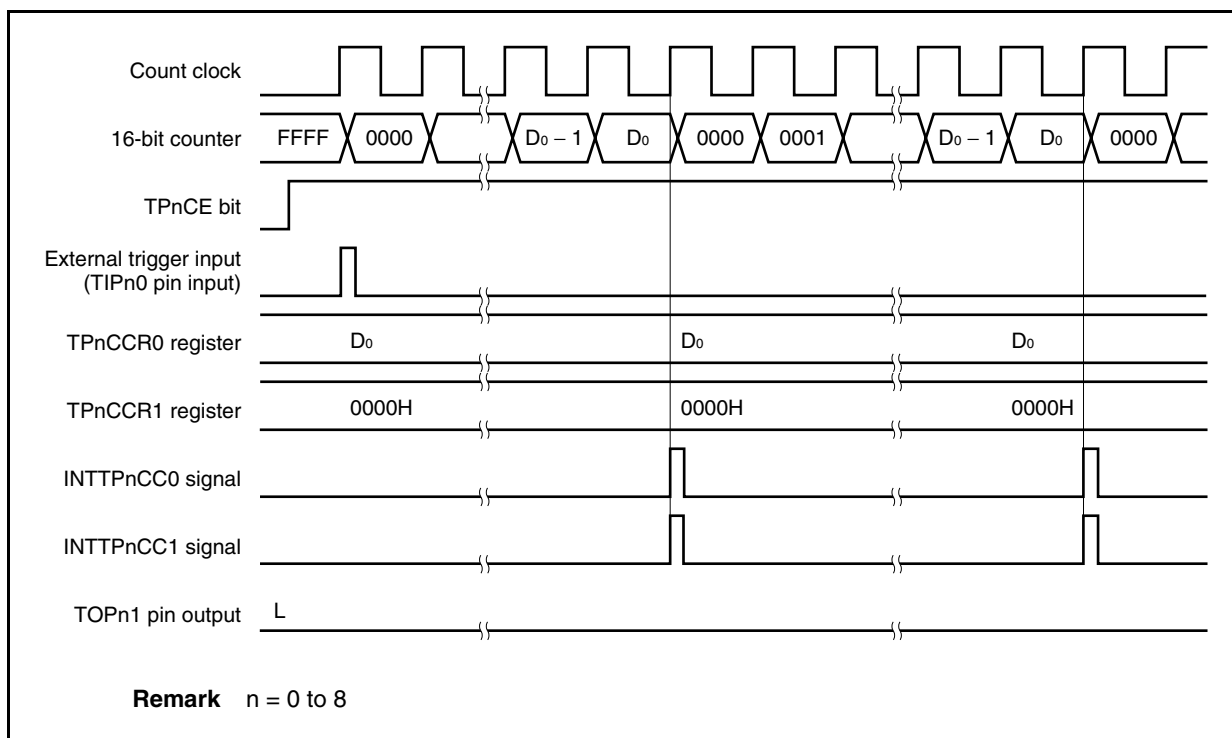 Count clock
16-bit counter FFFF 0000 D0 − 1 D0 0000 0001 D0 − 1 D0 0000
TPnCE bit
External trigger input
(TIPn0 pin input)
TPnCCR0 register D0 D0 D0
TPnCCR1 register 0000H 0000H 0000H
INTTPnCC0 signal
INTTPnCC1 signal
TOPn1 pin output L
Remark n = 0 to 8